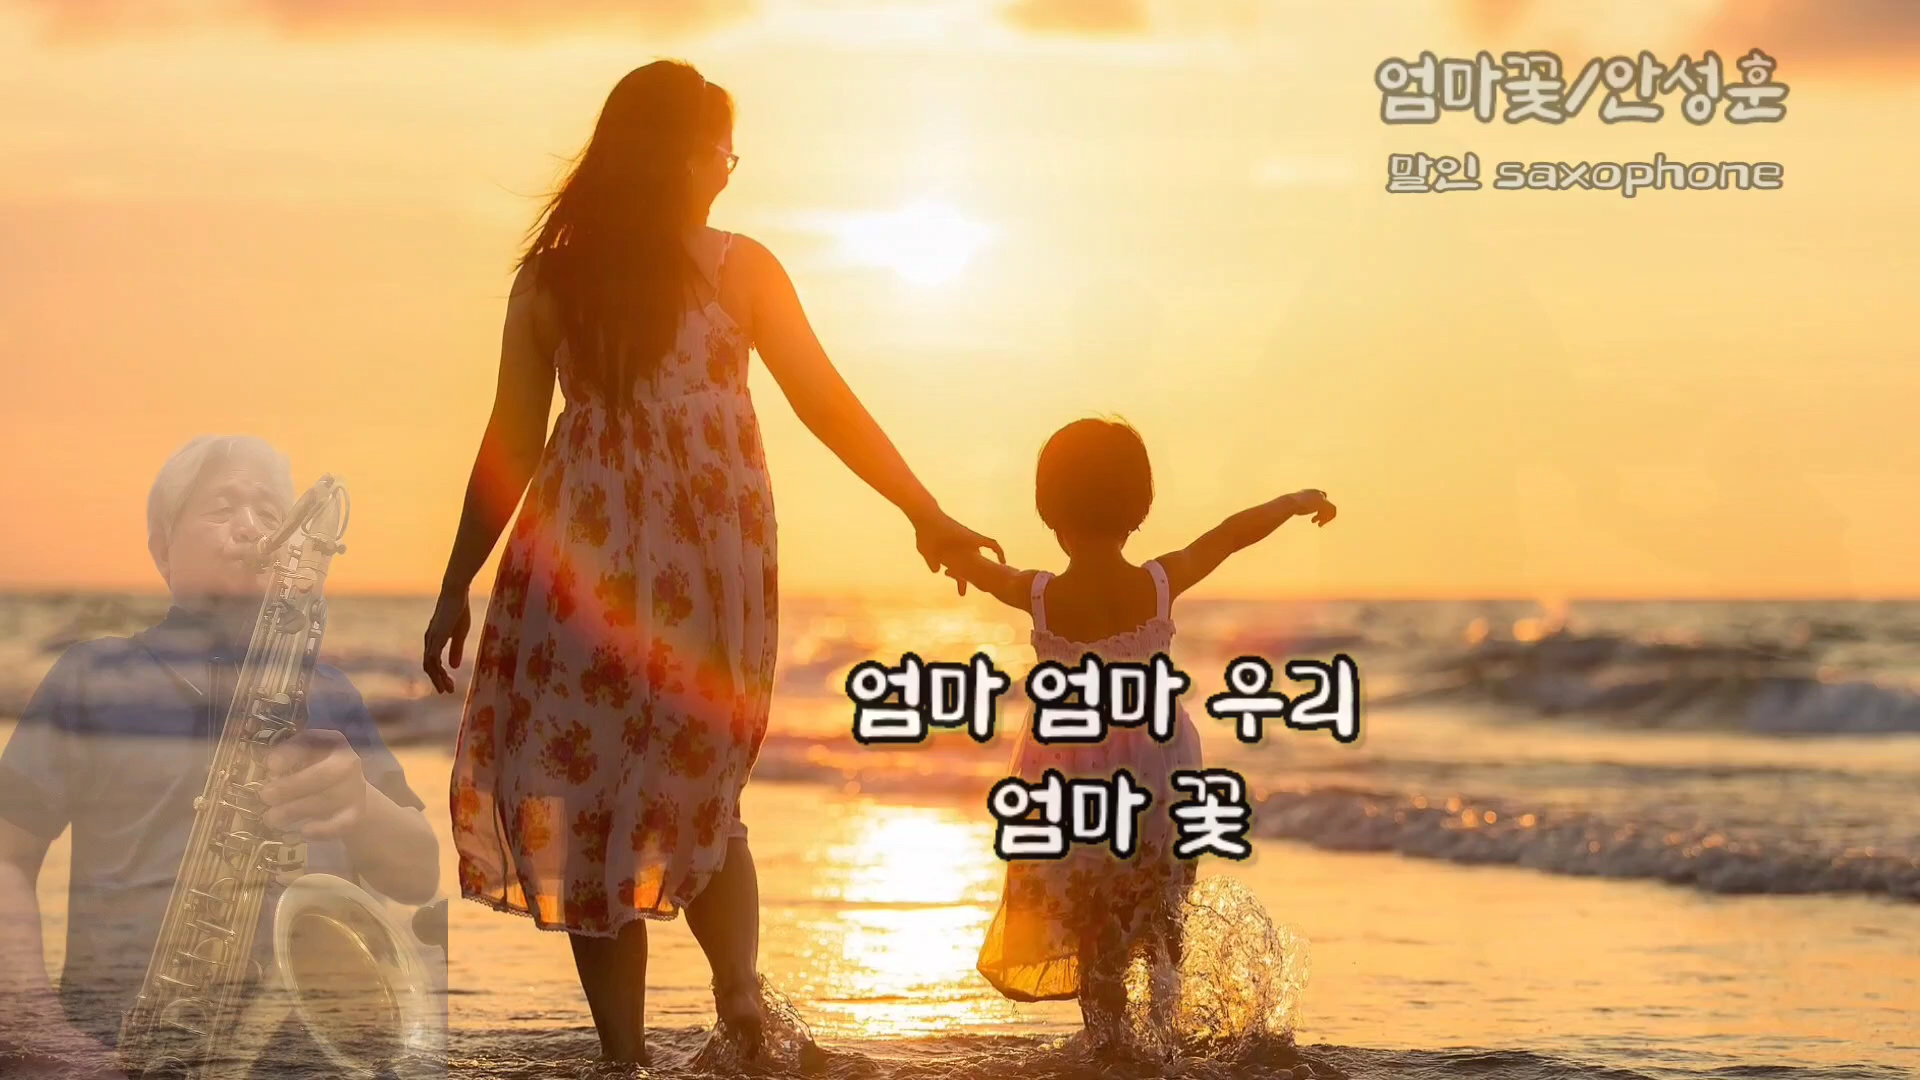 엄마꽃/안성훈
말인 saxophone
엄마 엄마 우리
엄마 꽃